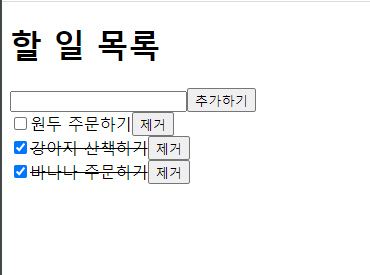 할 일 목록
추가하기
원두 주문하기 제거
강아지 산책하기 제거
바나나 주문하기 제거